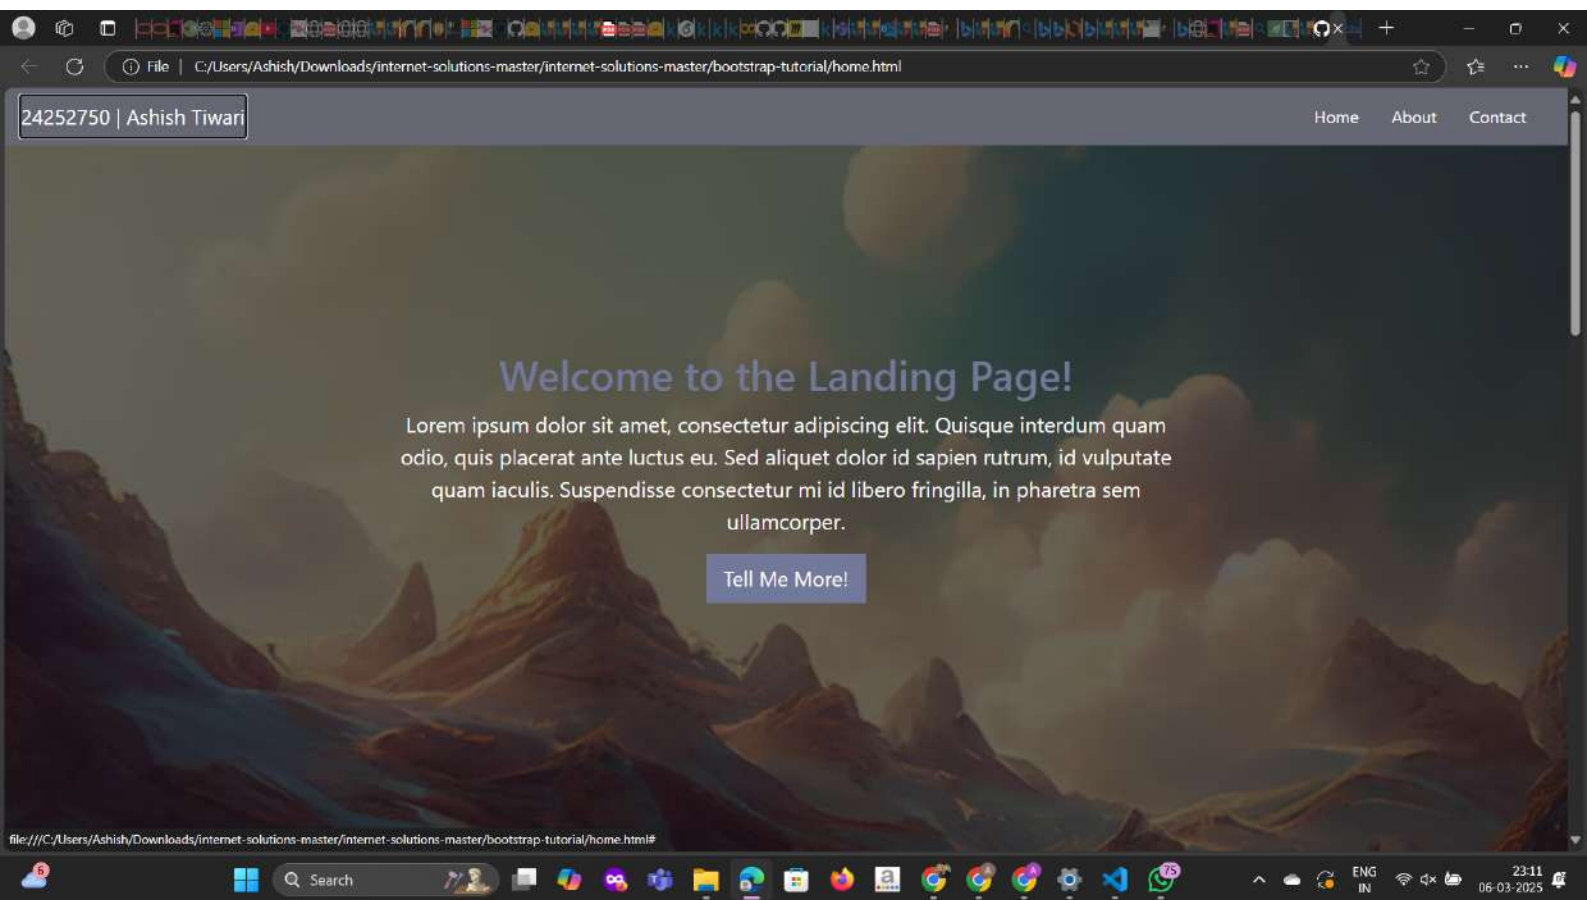 File | C:/Users/Ashish/Downloads/internet-solutions-master/internet-solutions-master/bootstrap-tutorial/home.html
24252750 | Ashish Tiwari
Home About Contact
Welcome to the Landing Page!
Lorem ipsum dolor sit amet, consectetur adipiscing elit. Quisque interdum quam
odio, quis placerat ante luctus eu. Sed aliquet dolor id sapien rutrum, id vulputate
quam iaculis. Suspendisse consectetur mi id libero fringilla, in pharetra sem
ullamcorper.
Tell Me More!
file:///C:/Users/Ashish/Downloads/internet-solutions-master/internet-solutions-master/bootstrap-tutorial/home.html#
6
Search
75
ENG
IN
23:11
06-03-2025